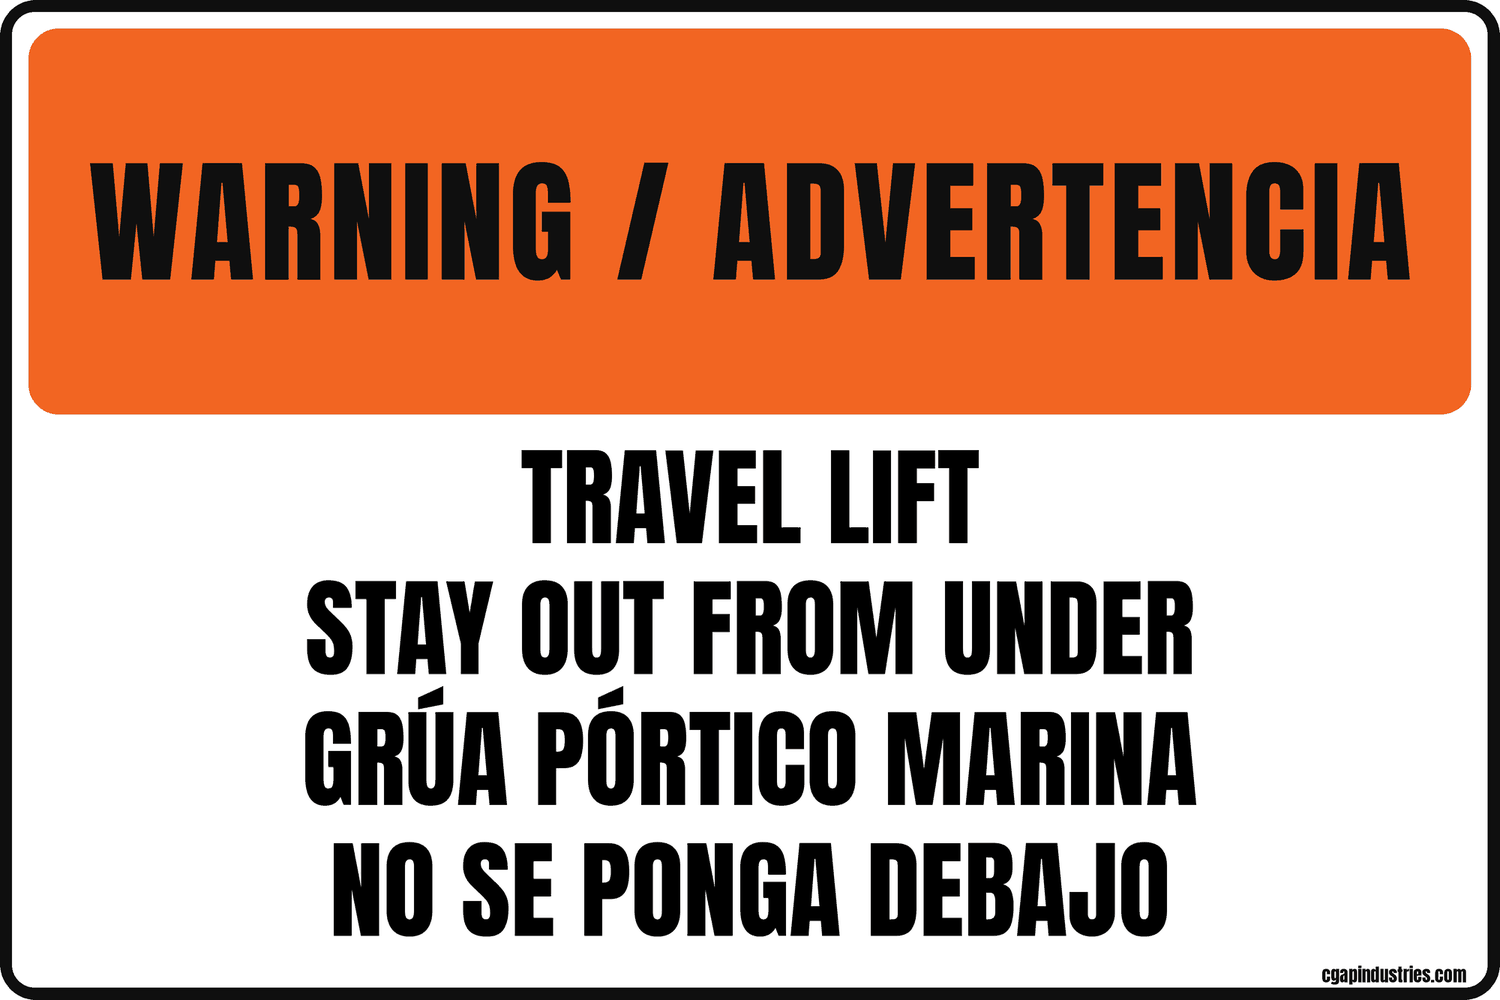 WARNING / ADVERTENCIA
TRAVEL LIFT
STAY OUT FROM UNDER
GRÚA PÓRTICO MARINA
NO SE PONGA DEBAJO
cgapindustries.com